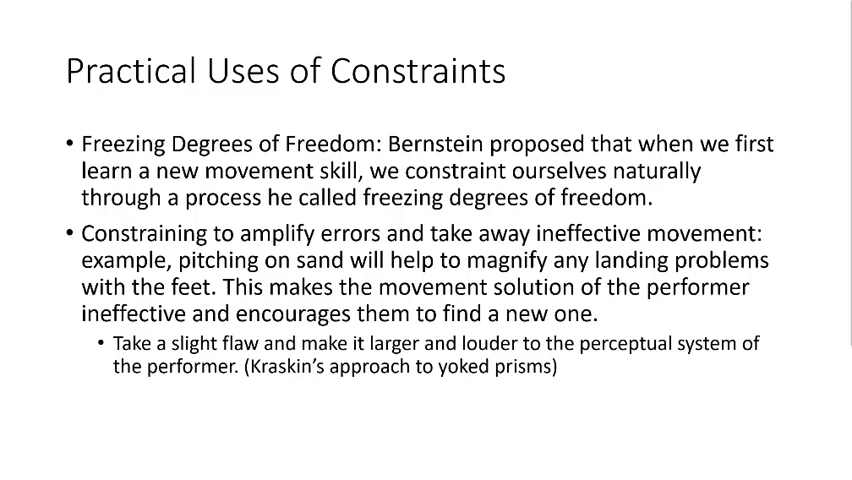 Practical Uses of Constraints
• Freezing Degrees of Freedom: Bernstein proposed that when we first
learn a new movement skill, we constraint ourselves naturally
through a process he called freezing degrees of freedom.
• Constraining to amplify errors and take away ineffective movement:
example, pitching on sand will help to magnify any landing problems
with the feet. This makes the movement solution of the performer
ineffective and encourages them to find a new one.
• Take a slight flaw and make it larger and louder to the perceptual system of
the performer. (Kraskin’s approach to yoked prisms)